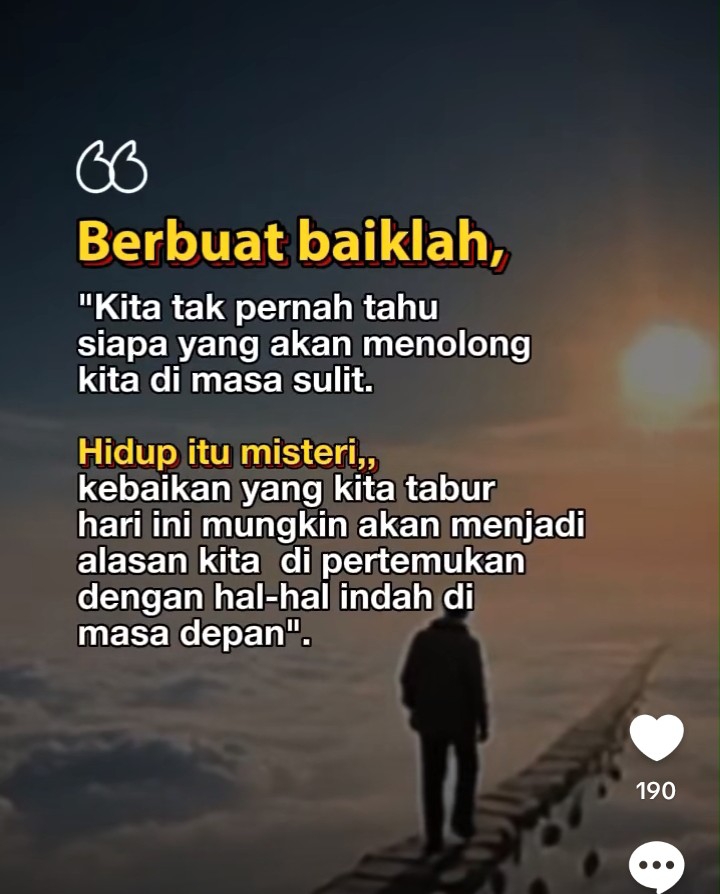 Berbuat baiklah,
"Kita tak pernah tahu
siapa yang akan menolong
kita di masa sulit.
Hidup itu misteri,,
kebaikan yang kita tabur
hari ini mungkin akan menjadi
alasan kita  di pertemukan
dengan hal-hal indah di
masa depan".
190